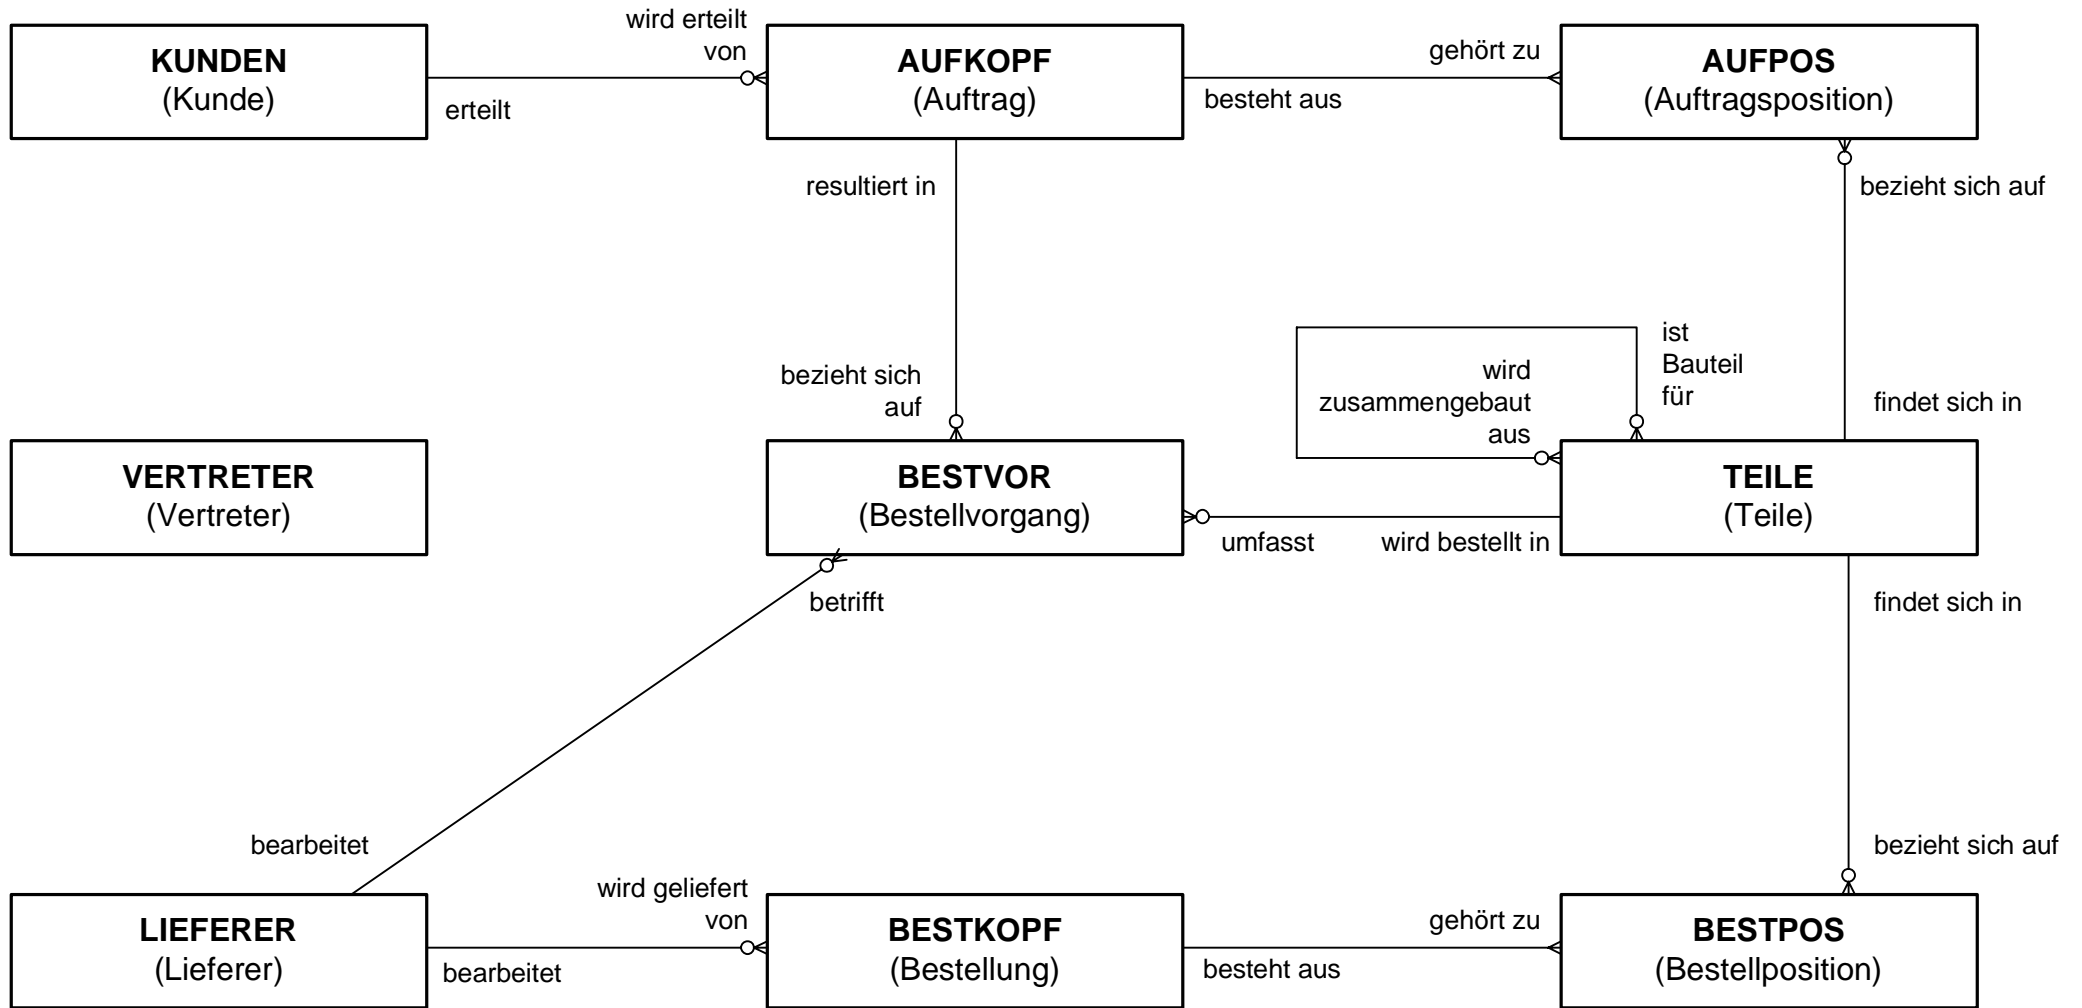 wird erteilt
von
KUNDEN
(Kunde)
erteilt
AUFKOPF
(Auftrag)
gehört zu
besteht aus
AUFPOS
(Auftragsposition)
resultiert in
bezieht sich auf
bezieht sich
auf
wird
zusammengebaut
aus
ist
Bauteil
für
findet sich in
VERTRETER
(Vertreter)
BESTVOR
(Bestellvorgang)
umfasst
wird bestellt in
TEILE
(Teile)
betrifft
findet sich in
bearbeitet
bezieht sich auf
wird geliefert
von
LIEFERER
(Lieferer)
bearbeitet
BESTKOPF
(Bestellung)
gehört zu
besteht aus
BESTPOS
(Bestellposition)